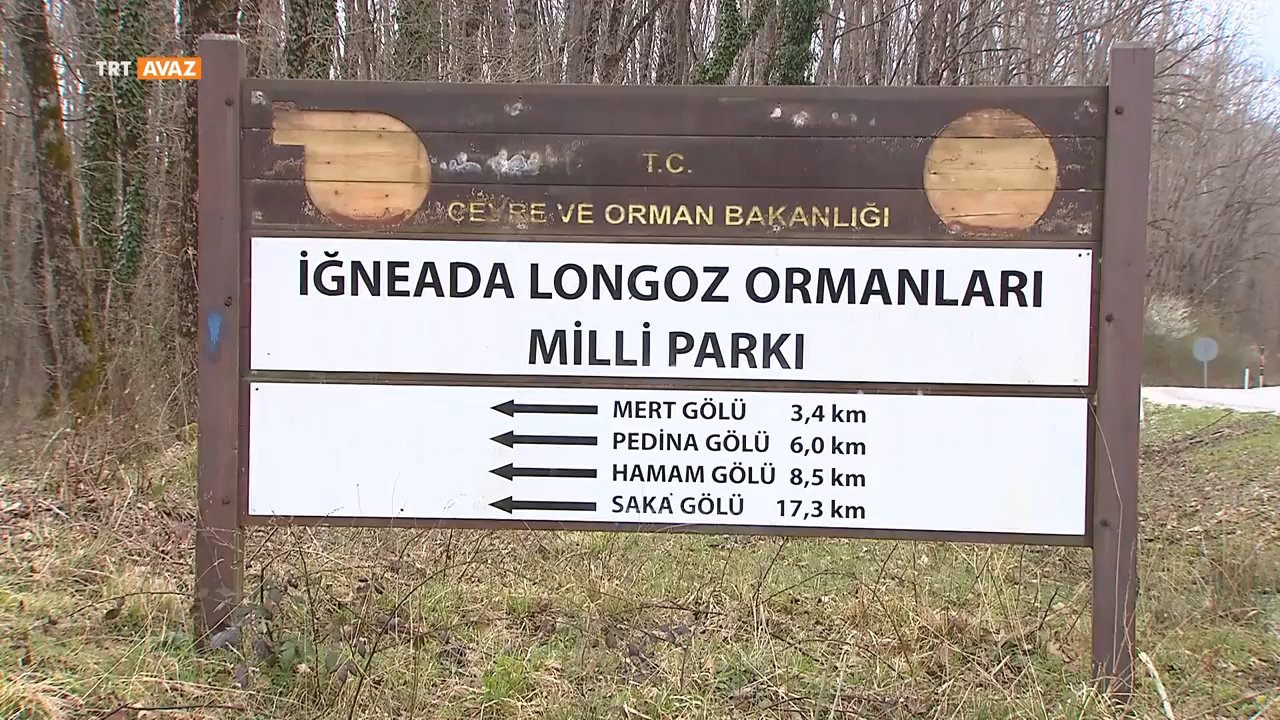 TRT AVAZ
T.C.
ÇEVRE VE ORMAN BAKANLIĞI
İĞNEADA LONGOZ ORMANLARI
MİLLİ PARKI
MERT GÖLÜ 3,4 km
PEDİNA GÖLÜ 6,0 km
HAMAM GÖLÜ 8,5 km
SAKA GÖLÜ 17,3 km